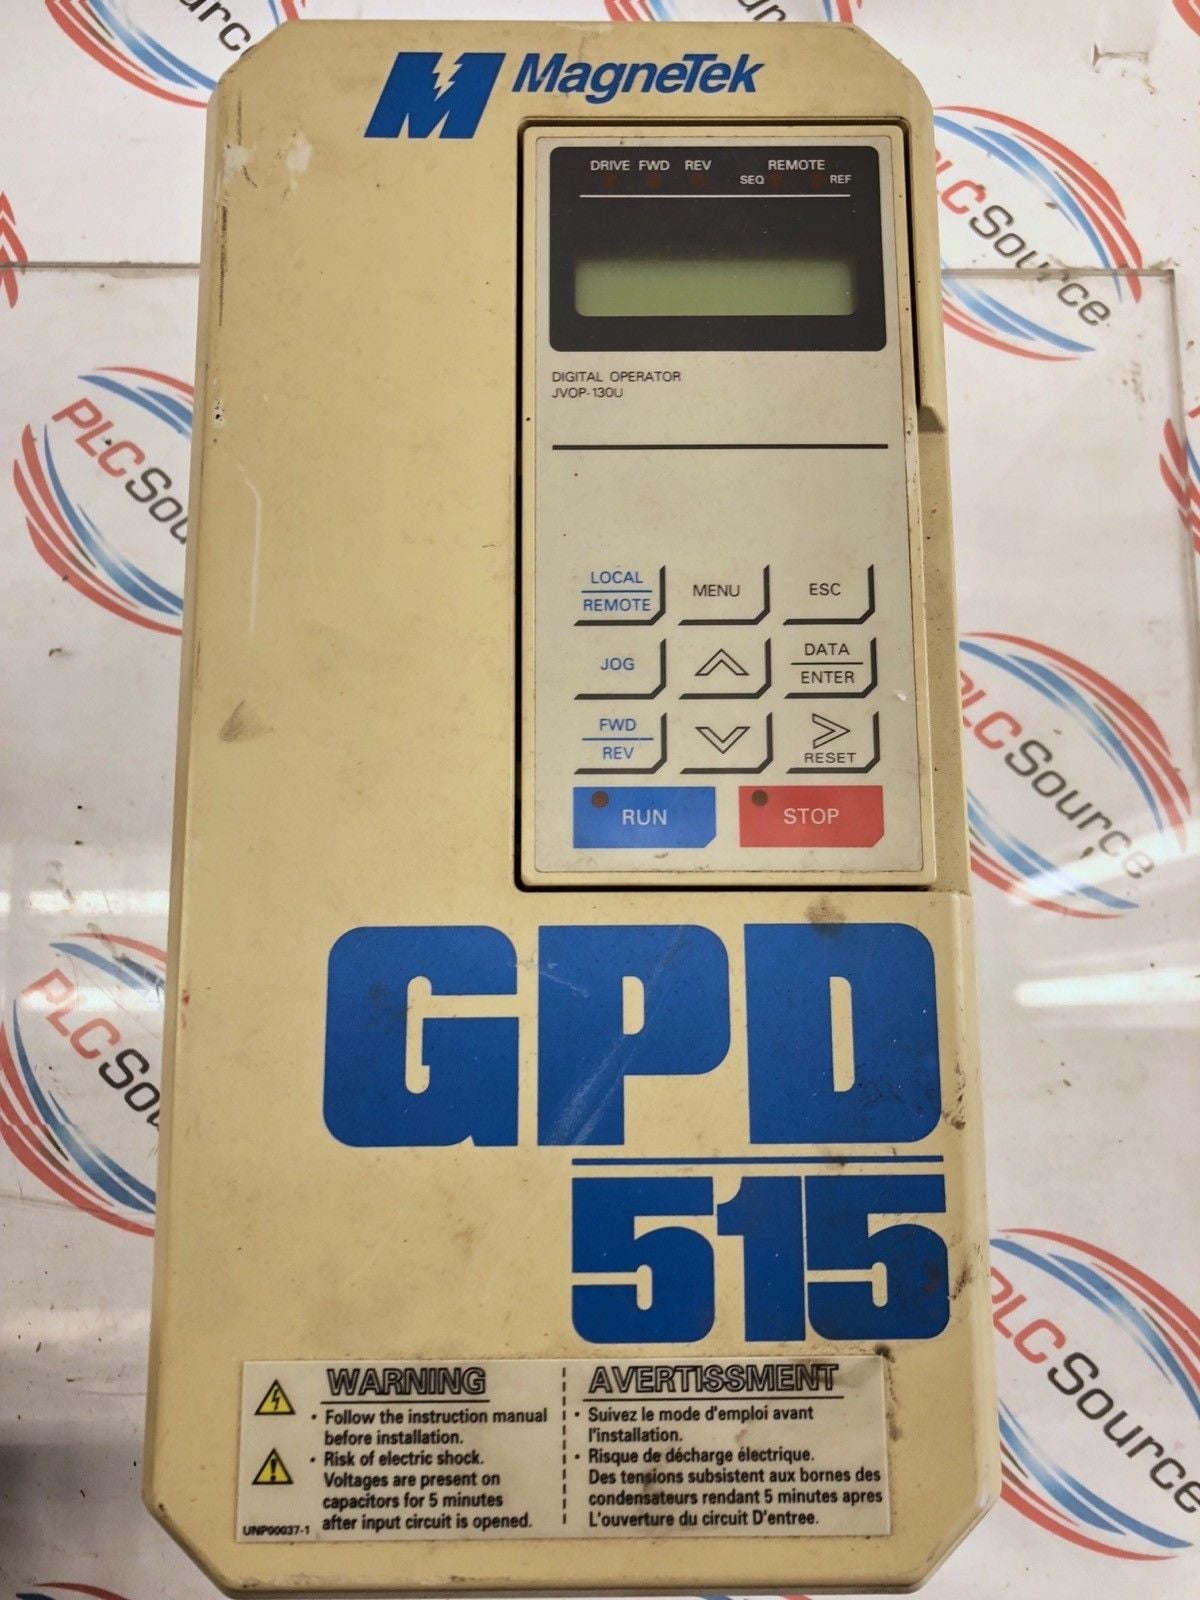 MagneTek
DRIVE FWD REV REMOTE
SEQ REF
DIGITAL OPERATOR
JVOP-130U
LOCAL
REMOTE
MENU
ESC
JOG
DATA
ENTER
FWD
REV
RESET
RUN
STOP
GPD
515
WARNING
• Follow the instruction manual
before installation.
• Risk of electric shock.
Voltages are present on
capacitors for 5 minutes
after input circuit is opened.
UNP00037-1
AVERTISSMENT
• Suivez le mode d'emploi avant
l'installation.
• Risque de décharge électrique.
Des tensions subsistent aux bornes des
condensateurs rendant 5 minutes apres
L'ouverture du circuit D'entree.
PLCSource
PLCSource
PLCSource
PLCSou
PLCSource